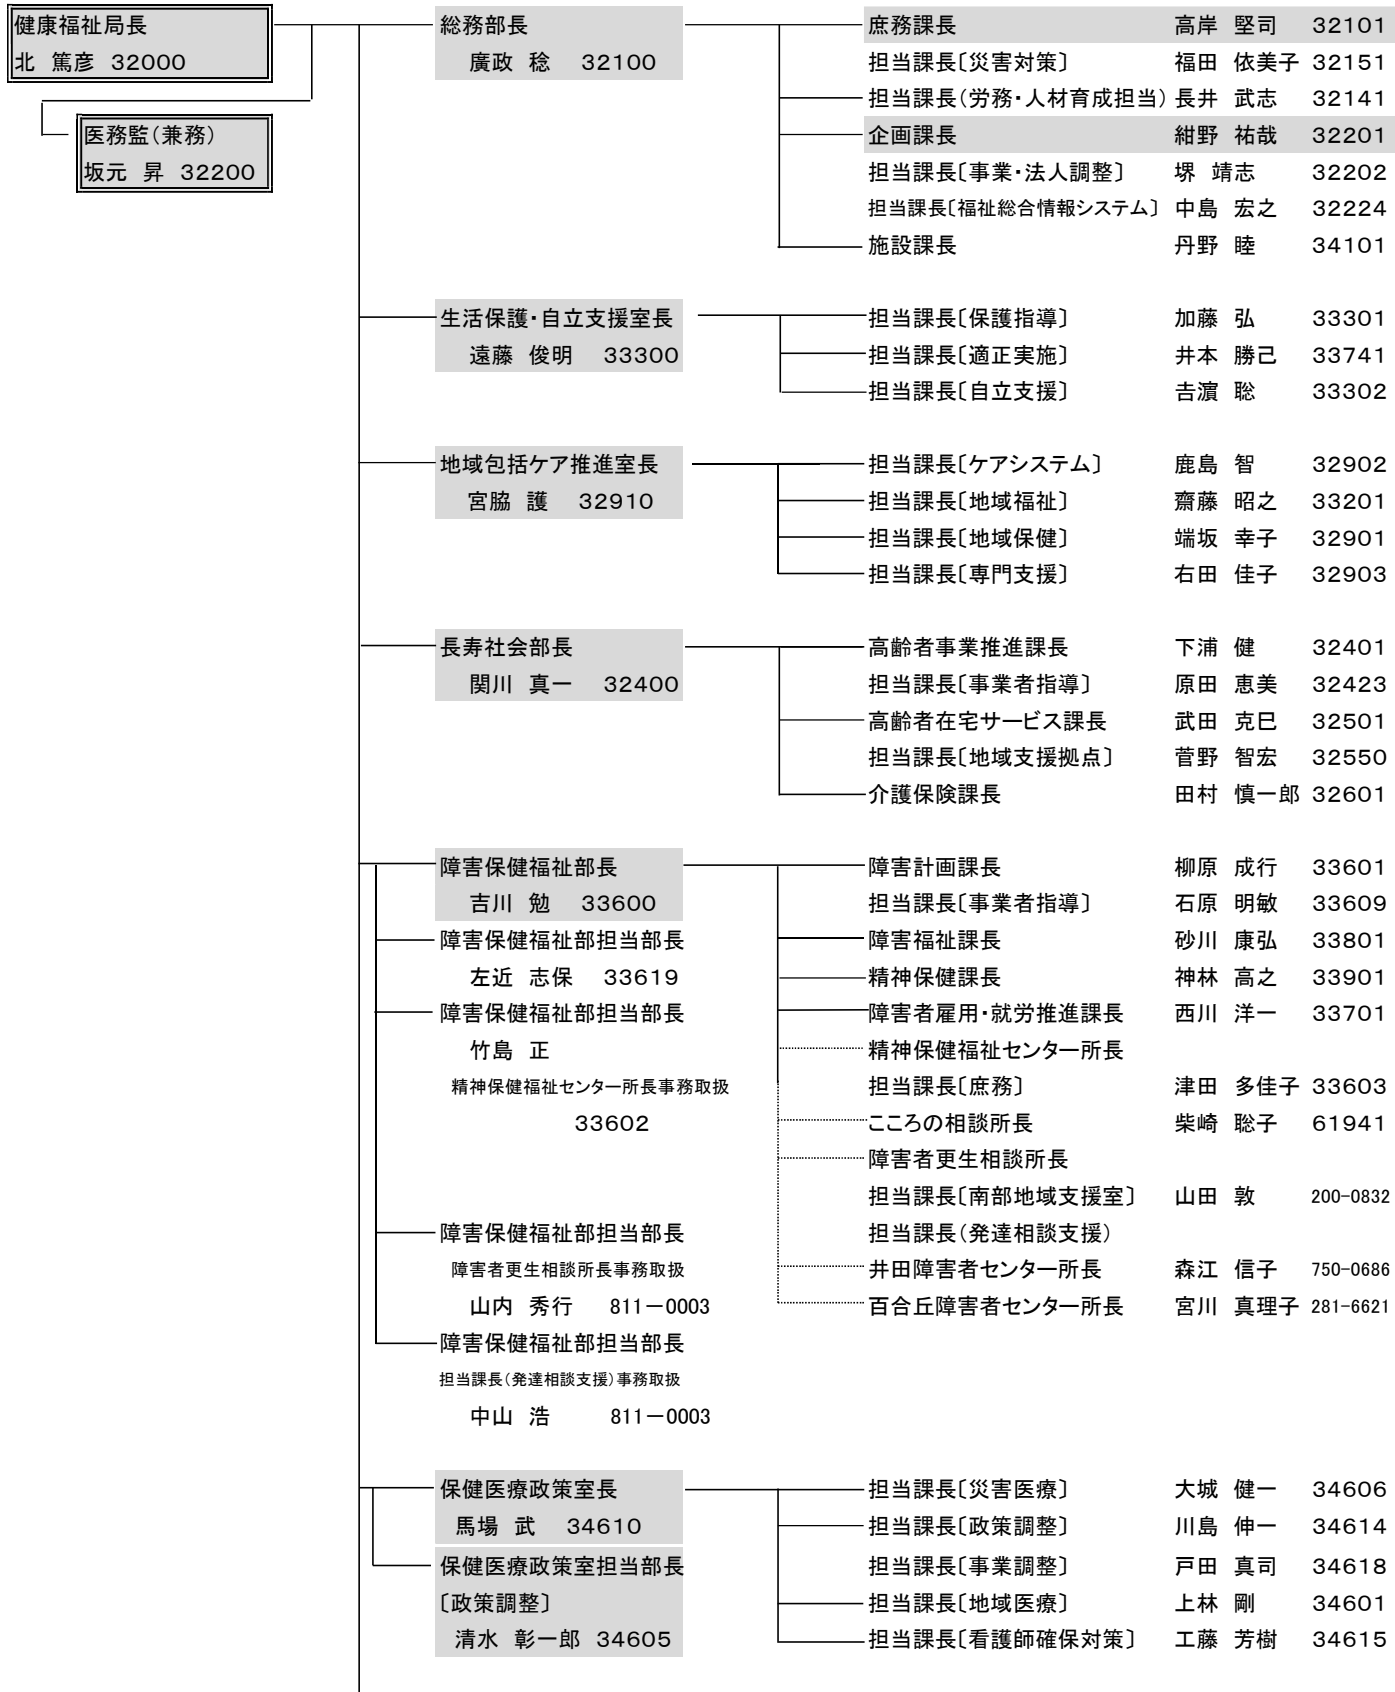 健康福祉局長
北 篤彦 32000
医務監(兼務)
坂元 昇 32200
総務部長
廣政 稔 32100
庶務課長 高岸 堅司 32101
担当課長〔災害対策〕 福田 依美子 32151
担当課長(労務・人材育成担当) 長井 武志 32141
企画課長 紺野 祐哉 32201
担当課長〔事業・法人調整〕 堺 靖志 32202
担当課長〔福祉総合情報システム〕 中島 宏之 32224
施設課長 丹野 睦 34101
生活保護・自立支援室長
遠藤 俊明 33300
担当課長〔保護指導〕 加藤 弘 33301
担当課長〔適正実施〕 井本 勝己 33741
担当課長〔自立支援〕 𠮷濵 聡 33302
地域包括ケア推進室長
宮脇 護 32910
担当課長〔ケアシステム〕 鹿島 智 32902
担当課長〔地域福祉〕 齋藤 昭之 33201
担当課長〔地域保健〕 端坂 幸子 32901
担当課長〔専門支援〕 右田 佳子 32903
長寿社会部長
関川 真一 32400
高齢者事業推進課長 下浦 健 32401
担当課長〔事業者指導〕 原田 恵美 32423
高齢者在宅サービス課長 武田 克巳 32501
担当課長〔地域支援拠点〕 菅野 智宏 32550
介護保険課長 田村 慎一郎 32601
障害保健福祉部長
吉川 勉 33600
障害保健福祉部担当部長
左近 志保 33619
障害保健福祉部担当部長
竹島 正
精神保健福祉センター所長事務取扱
33602
障害保健福祉部担当部長
障害者更生相談所長事務取扱
山内 秀行 811-0003
障害保健福祉部担当部長
担当課長(発達相談支援)事務取扱
中山 浩 811-0003
障害計画課長 柳原 成行 33601
担当課長〔事業者指導〕 石原 明敏 33609
障害福祉課長 砂川 康弘 33801
精神保健課長 神林 高之 33901
障害者雇用・就労推進課長 西川 洋一 33701
精神保健福祉センター所長
担当課長〔庶務〕 津田 多佳子 33603
こころの相談所長 柴崎 聡子 61941
障害者更生相談所長
担当課長〔南部地域支援室〕 山田 敦 200-0832
担当課長(発達相談支援)
井田障害者センター所長 森江 信子 750-0686
百合丘障害者センター所長 宮川 真理子 281-6621
保健医療政策室長
馬場 武 34610
保健医療政策室担当部長
〔政策調整〕
清水 彰一郎 34605
担当課長〔災害医療〕 大城 健一 34606
担当課長〔政策調整〕 川島 伸一 34614
担当課長〔事業調整〕 戸田 真司 34618
担当課長〔地域医療〕 上林 剛 34601
担当課長〔看護師確保対策〕 工藤 芳樹 34615